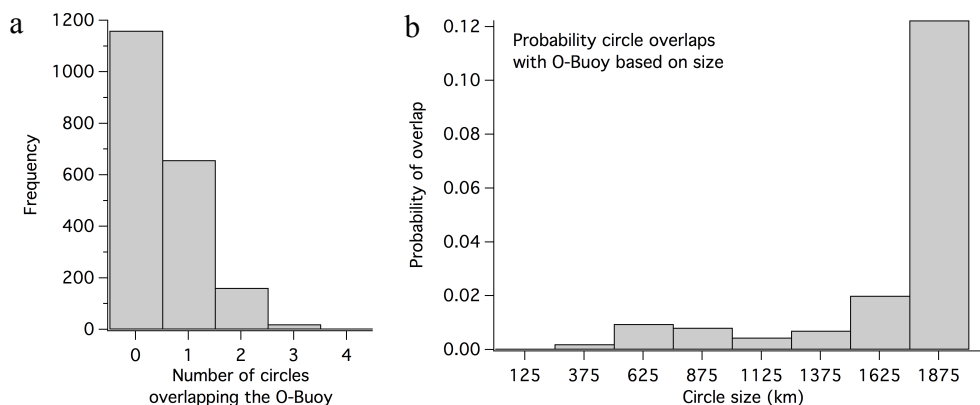 a
1200
1000
800
600
400
200
0
Frequency
0 1 2 3 4
Number of circles
overlapping the O-Buoy
b
0.12
0.10
0.08
0.06
0.04
0.02
0.00
Probability of overlap
Probability circle overlaps
with O-Buoy based on size
125 375 625 875 1125 1375 1625 1875
Circle size (km)